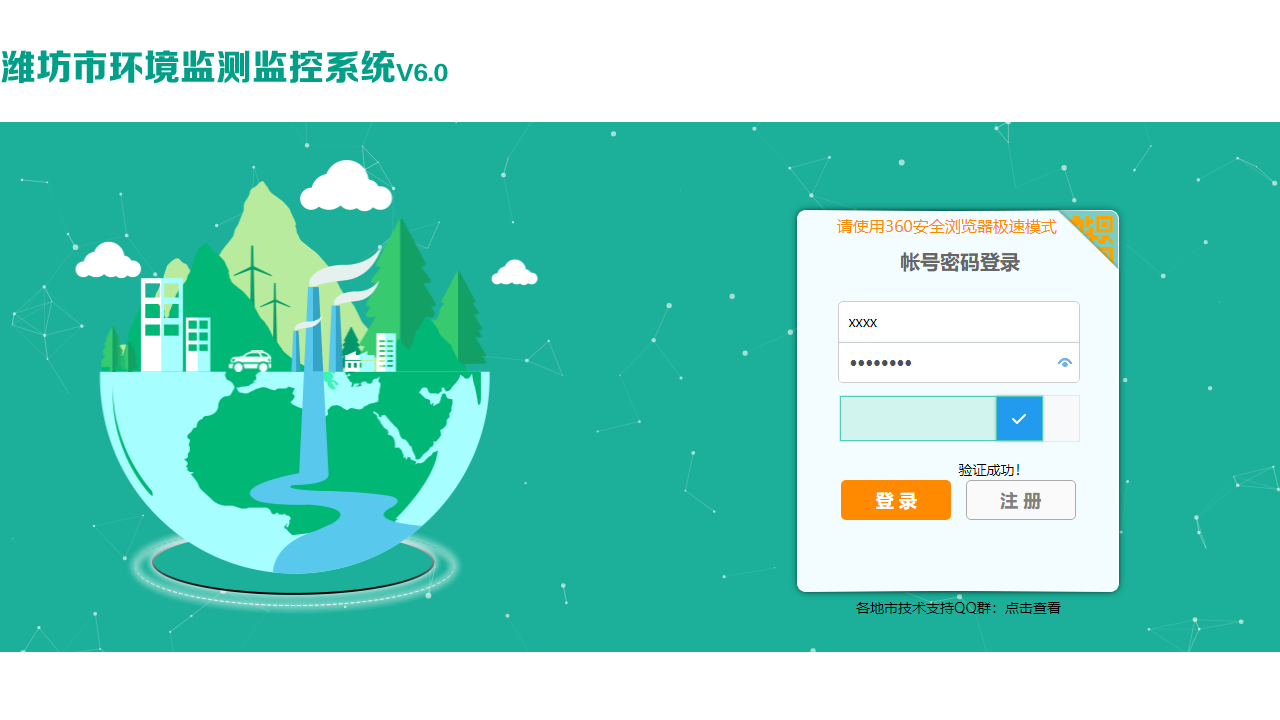 潍坊市环境监测监控系统V6.0
请使用360安全浏览器极速模式
帐号密码登录
xxxx
••••••••
验证成功！
登 录
注 册
各地市技术支持QQ群：点击查看